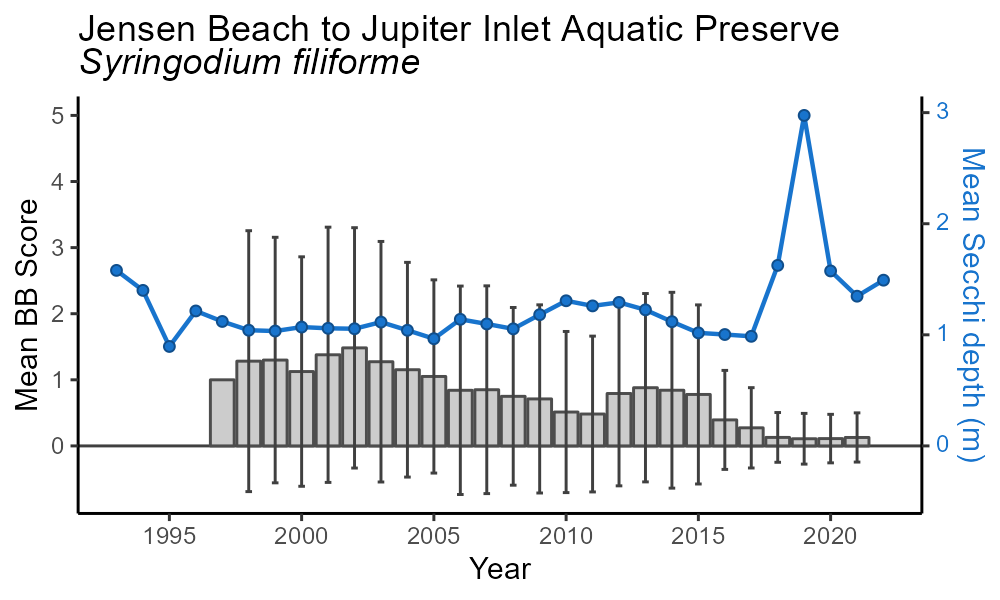 Jensen Beach to Jupiter Inlet Aquatic Preserve
Syringodium filiforme
5
4
3
2
1
0
Mean BB Score
3
2
1
0
Mean Secchi depth (m)
1995 2000 2005 2010 2015 2020
Year